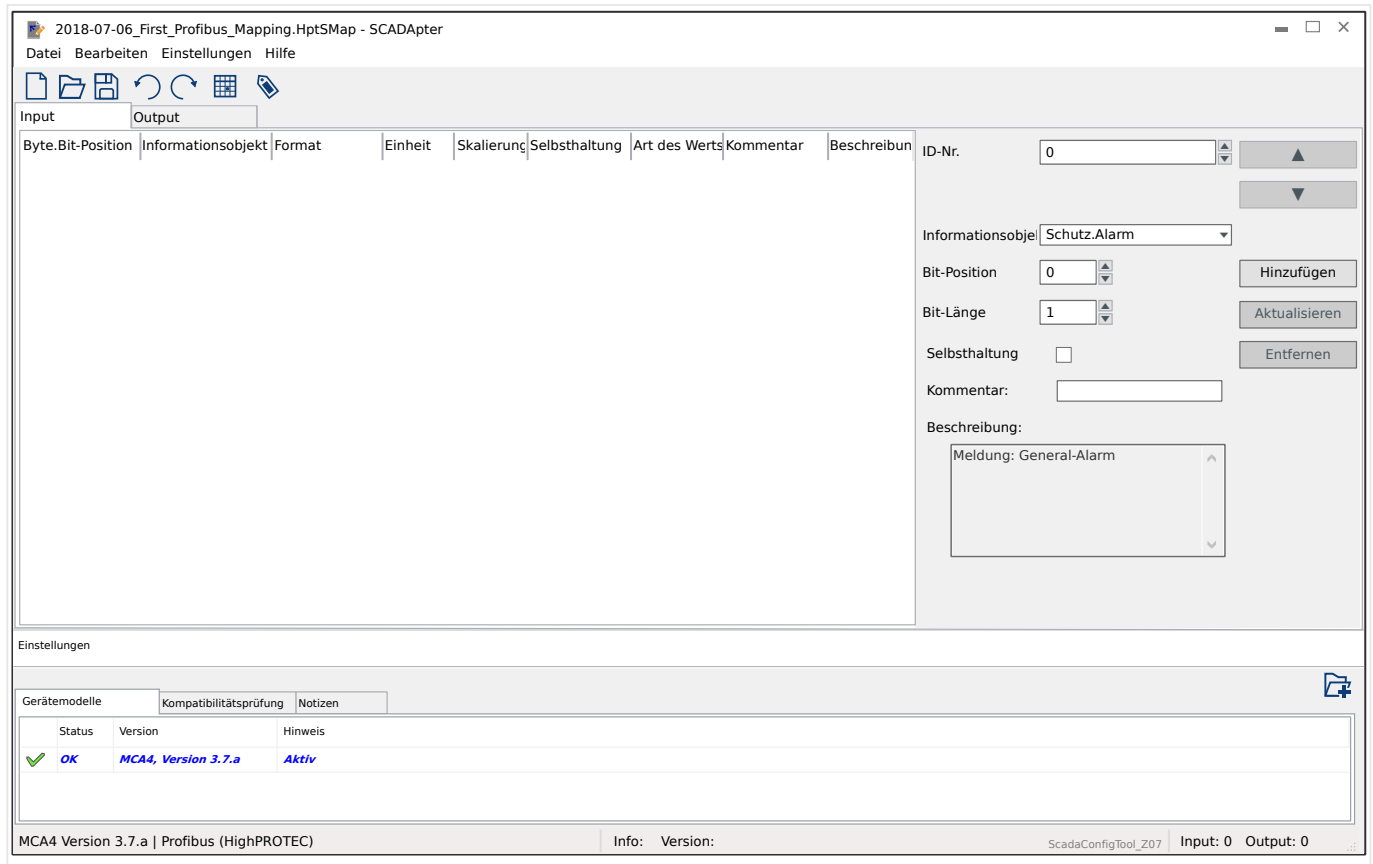 2018-07-06_First_Profibus_Mapping.HptSMap - SCADApter
Datei Bearbeiten Einstellungen Hilfe
Input Output
Byte.Bit-Position Informationsobjekt Format Einheit Skalierung Selbsthaltung Art des Werts Kommentar Beschreibun
ID-Nr. 0
Informationsobje Schutz.Alarm
Bit-Position 0 Hinzufügen
Bit-Länge 1 Aktualisieren
Selbsthaltung Entfernen
Kommentar:
Beschreibung:
Meldung: General-Alarm
Einstellungen
Gerätemodelle Kompatibilitätsprüfung Notizen
Status Version Hinweis
OK MCA4, Version 3.7.a Aktiv
MCA4 Version 3.7.a | Profibus (HighPROTEC) Info: Version: ScadaConfigTool_Z07 Input: 0 Output: 0